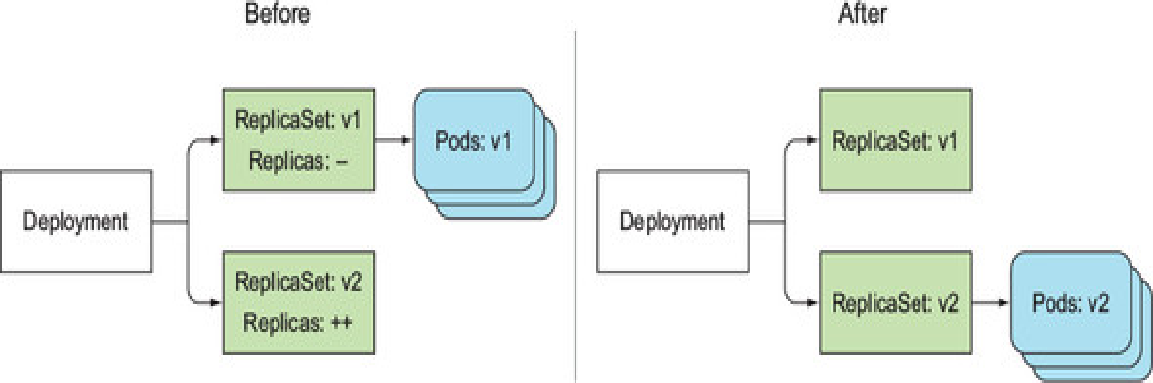 Before
After
ReplicaSet: v1
Replicas: –
Pods: v1
Deployment
ReplicaSet: v2
Replicas: ++
ReplicaSet: v1
Deployment
ReplicaSet: v2
Pods: v2